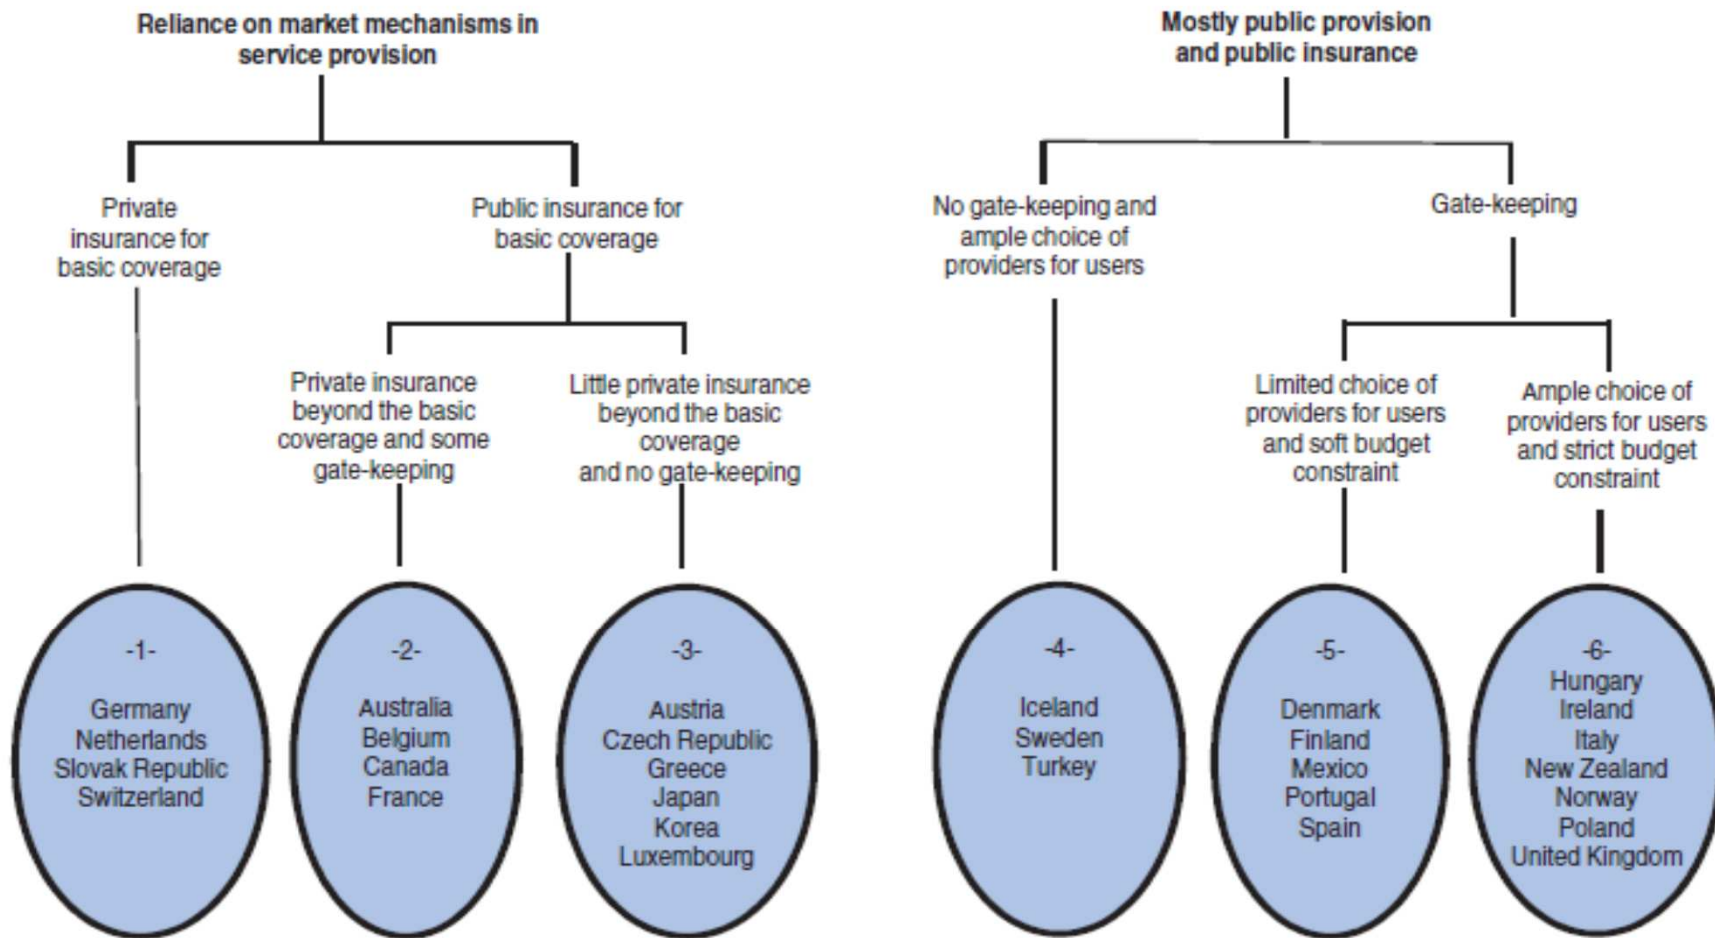 Reliance on market mechanisms in
service provision
Private
insurance for
basic coverage
Public insurance for
basic coverage
Private insurance
beyond the basic
coverage and some
gate-keeping
Little private insurance
beyond the basic
coverage
and no gate-keeping
-1-
Germany
Netherlands
Slovak Republic
Switzerland
-2-
Australia
Belgium
Canada
France
-3-
Austria
Czech Republic
Greece
Japan
Korea
Luxembourg
Mostly public provision
and public insurance
No gate-keeping and
ample choice of
providers for users
Gate-keeping
Limited choice of
providers for users
and soft budget
constraint
Ample choice of
providers for users
and strict budget
constraint
-4-
Iceland
Sweden
Turkey
-5-
Denmark
Finland
Mexico
Portugal
Spain
-6-
Hungary
Ireland
Italy
New Zealand
Norway
Poland
United Kingdom